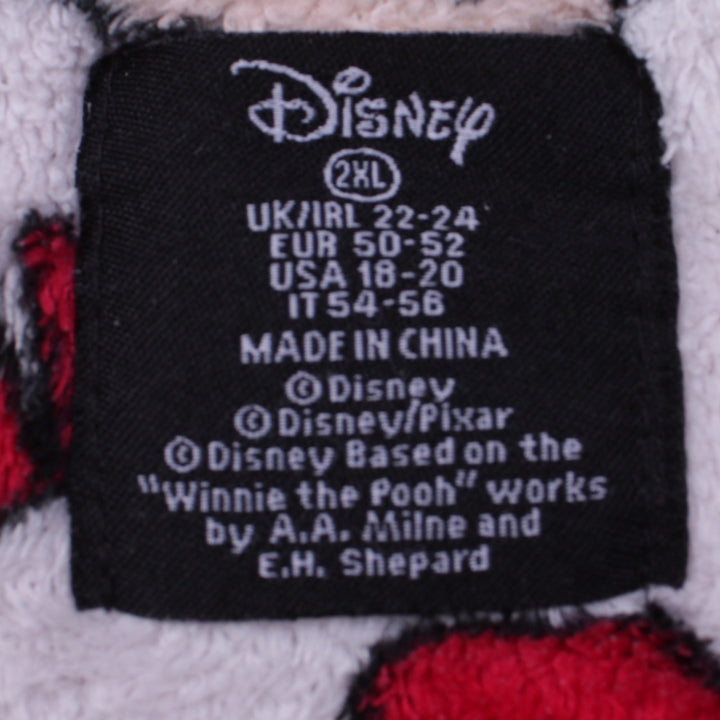 Disney
2XL
UK/IRL 22-24
EUR 50-52
USA 18-20
IT 54-56
MADE IN CHINA
©Disney
©Disney/Pixar
©Disney Based on the
"Winnie the Pooh" works
by A.A. Milne and
E.H. Shepard